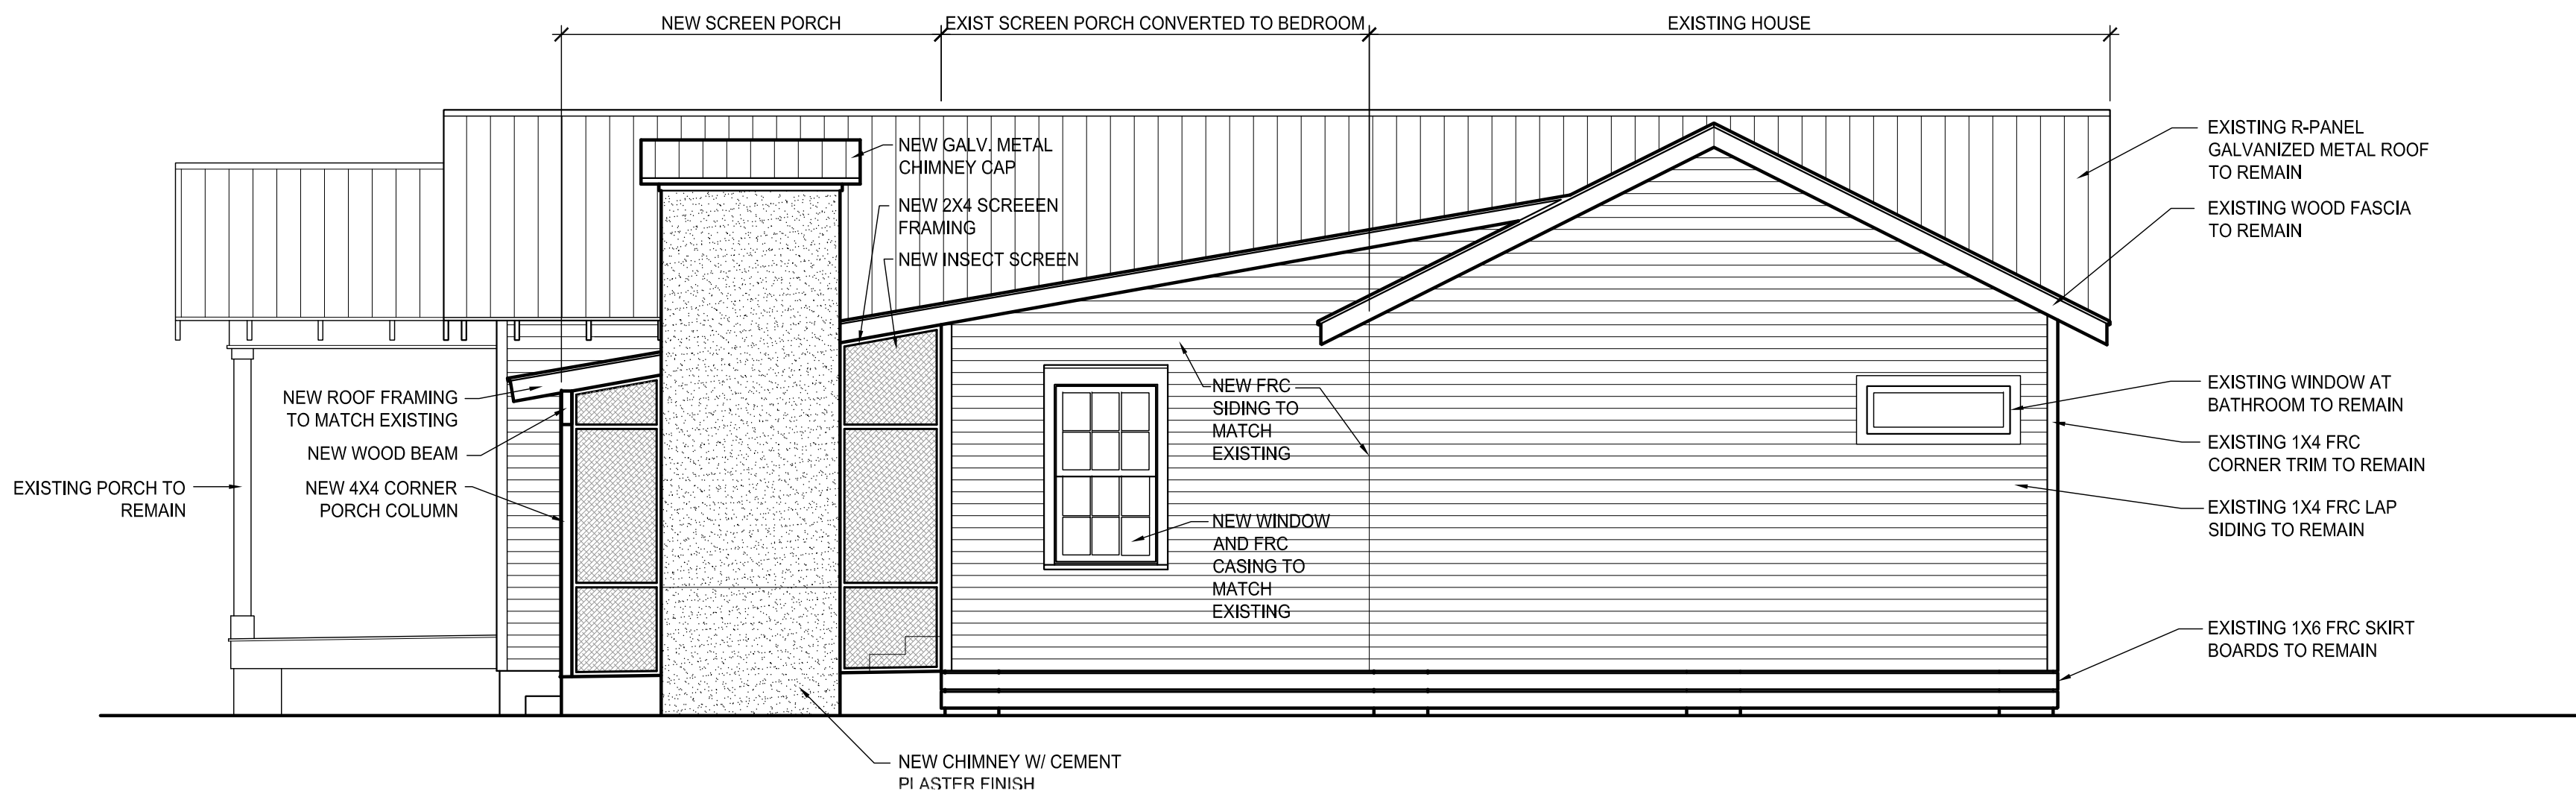 NEW SCREEN PORCH
EXIST SCREEN PORCH CONVERTED TO BEDROOM
EXISTING HOUSE
NEW GALV. METAL
CHIMNEY CAP
NEW 2X4 SCREEEN
FRAMING
NEW INSECT SCREEN
EXISTING R-PANEL
GALVANIZED METAL ROOF
TO REMAIN
EXISTING WOOD FASCIA
TO REMAIN
NEW ROOF FRAMING
TO MATCH EXISTING
NEW WOOD BEAM
EXISTING PORCH TO
REMAIN
NEW 4X4 CORNER
PORCH COLUMN
NEW FRC
SIDING TO
MATCH
EXISTING
NEW WINDOW
AND FRC
CASING TO
MATCH
EXISTING
EXISTING WINDOW AT
BATHROOM TO REMAIN
EXISTING 1X4 FRC
CORNER TRIM TO REMAIN
EXISTING 1X4 FRC LAP
SIDING TO REMAIN
EXISTING 1X6 FRC SKIRT
BOARDS TO REMAIN
NEW CHIMNEY W/ CEMENT
PLASTER FINISH